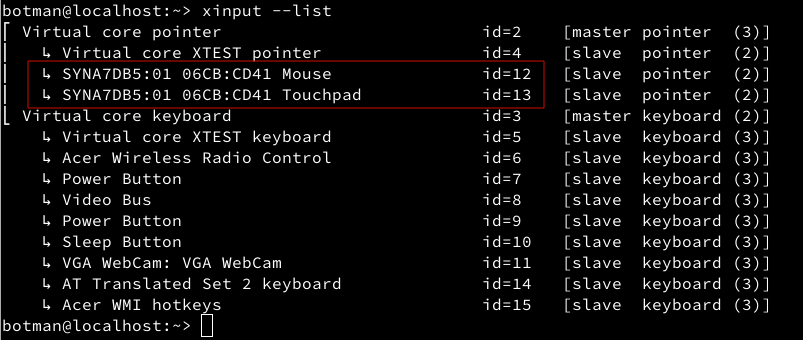 botman@localhost:~> xinput --list
⎡ Virtual core pointer                          id=2    [master pointer  (3)]
⎜   ↳ Virtual core XTEST pointer                id=4    [slave  pointer  (2)]
⎜   ↳ SYNA7DB5:01 06CB:CD41 Mouse               id=12   [slave  pointer  (2)]
⎜   ↳ SYNA7DB5:01 06CB:CD41 Touchpad            id=13   [slave  pointer  (2)]
⎣ Virtual core keyboard                         id=3    [master keyboard (2)]
    ↳ Virtual core XTEST keyboard               id=5    [slave  keyboard (3)]
    ↳ Acer Wireless Radio Control               id=6    [slave  keyboard (3)]
    ↳ Power Button                              id=7    [slave  keyboard (3)]
    ↳ Video Bus                                 id=8    [slave  keyboard (3)]
    ↳ Power Button                              id=9    [slave  keyboard (3)]
    ↳ Sleep Button                              id=10   [slave  keyboard (3)]
    ↳ VGA WebCam: VGA WebCam                    id=11   [slave  keyboard (3)]
    ↳ AT Translated Set 2 keyboard              id=14   [slave  keyboard (3)]
    ↳ Acer WMI hotkeys                          id=15   [slave  keyboard (3)]
botman@localhost:~>